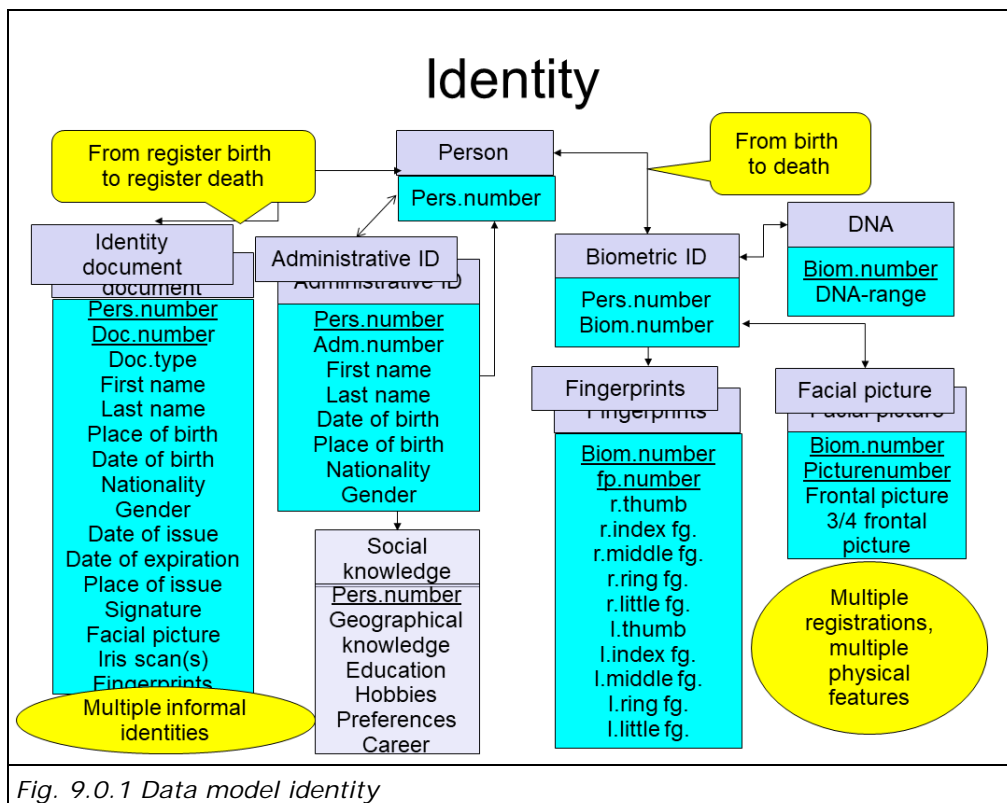 Identity
From register birth
to register death
Person
Pers.number
From birth
to death
Identity
document
document
Pers.number
Doc.number
Doc.type
First name
Last name
Place of birth
Date of birth
Nationality
Gender
Date of issue
Date of expiration
Place of issue
Signature
Facial picture
Iris scan(s)
Fingerprints
Multiple informal
identities
Administrative ID
Administrative ID
Pers.number
Adm.number
First name
Last name
Date of birth
Place of birth
Nationality
Gender
Social
knowledge
Pers.number
Geographical
knowledge
Education
Hobbies
Preferences
Career
Biometric ID
Pers.number
Biom.number
DNA
Biom.number
DNA-range
Fingerprints
Fingerprints
Biom.number
fp.number
r.thumb
r.index fg.
r.middle fg.
r.ring fg.
r.little fg.
l.thumb
l.index fg.
l.middle fg.
l.ring fg.
l.little fg.
Facial picture
Facial picture
Biom.number
Picturenumber
Frontal picture
3/4 frontal
picture
Multiple
registrations,
multiple
physical
features
Fig. 9.0.1 Data model identity